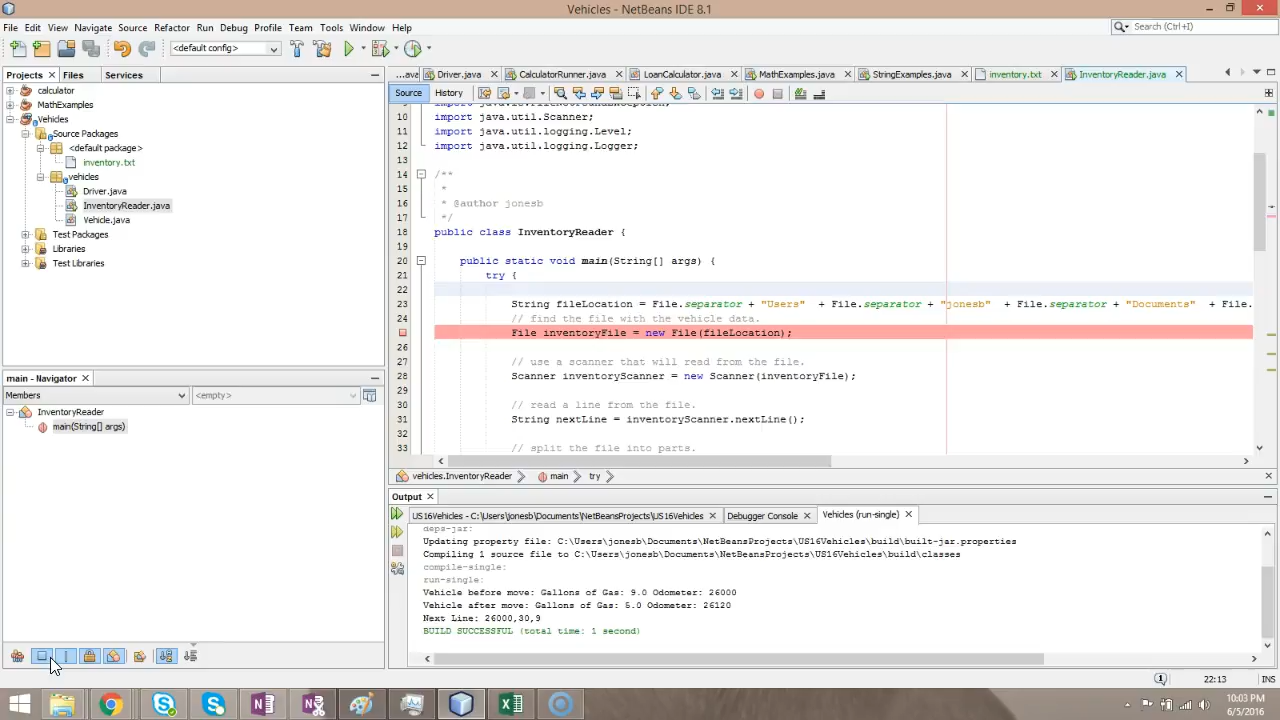 Vehicles - NetBeans IDE 8.1
File Edit View Navigate Source Refactor Run Debug Profile Team Tools Window Help
Search (Ctrl+I)
<default config>
Projects Files Services
...ava Driver.java CalculatorRunner.java LoanCalculator.java MathExamples.java StringExamples.java inventory.txt InventoryReader.java
Source History
calculator
MathExamples
Vehicles
Source Packages
<default package>
inventory.txt
vehicles
Driver.java
InventoryReader.java
Vehicle.java
Test Packages
Libraries
Test Libraries
9 import java.io.FileNotFoundException;
10 import java.util.Scanner;
11 import java.util.logging.Level;
12 import java.util.logging.Logger;
13
14 /**
15 *
16 * @author jonesb
17 */
18 public class InventoryReader {
19
20 public static void main(String[] args) {
21 try {
22
23 String fileLocation = File.separator + "Users" + File.separator + "jonesb" + File.separator + "Documents" + File.
24 // find the file with the vehicle data.
File inventoryFile = new File(fileLocation);
26
27 // use a scanner that will read from the file.
28 Scanner inventoryScanner = new Scanner(inventoryFile);
29
30 // read a line from the file.
31 String nextLine = inventoryScanner.nextLine();
32
33 // split the file into parts.
main - Navigator
Members <empty>
InventoryReader
main(String[] args)
vehicles.InventoryReader main try
Output
US16Vehicles - C:\Users\jonesb\Documents\NetBeansProjects\US16Vehicles Debugger Console Vehicles (run-single)
deps-jar:
Updating property file: C:\Users\jonesb\Documents\NetBeansProjects\US16Vehicles\build\built-jar.properties
Compiling 1 source file to C:\Users\jonesb\Documents\NetBeansProjects\US16Vehicles\build\classes
compile-single:
run-single:
Vehicle before move: Gallons of Gas: 9.0 Odometer: 26000
Vehicle after move: Gallons of Gas: 5.0 Odometer: 26120
Next Line: 26000,30,9
BUILD SUCCESSFUL (total time: 1 second)
22:13 INS
10:03 PM
6/5/2016